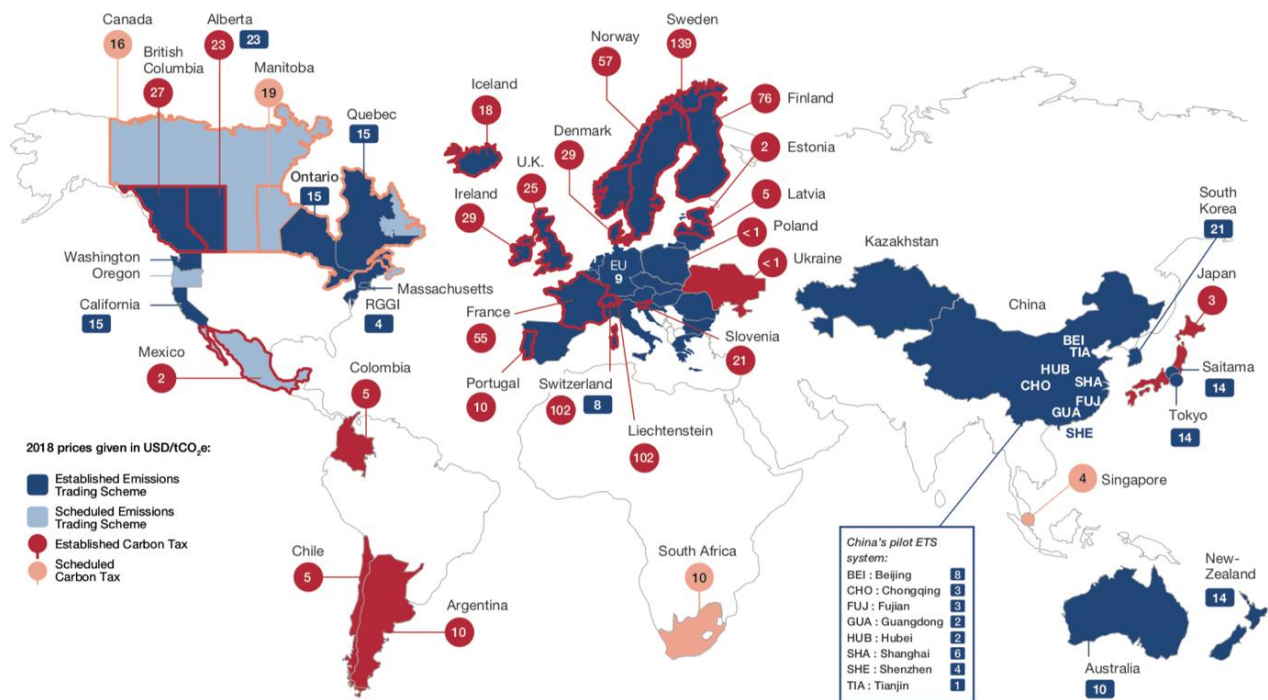 Canada
16
Alberta
23
23
British
Columbia
27
Manitoba
19
Quebec
15
Ontario
15
Washington
Oregon
California
15
Massachusetts
RGGI
4
Mexico
2
Colombia
5
Chile
5
Argentina
10
Iceland
18
Ireland
29
U.K.
25
Denmark
29
Norway
57
Sweden
139
76
Finland
2
Estonia
5
Latvia
Poland
< 1
Ukraine
< 1
EU
9
France
55
Portugal
10
Switzerland
102
8
Liechtenstein
102
Slovenia
21
South Africa
10
Kazakhstan
China
BEI
TIA
HUB
CHO
SHA
FUJ
GUA
SHE
South
Korea
21
Japan
3
Saitama
14
Tokyo
14
4
Singapore
New-
Zealand
14
Australia
10
2018 prices given in USD/tCO₂e:
Established Emissions
Trading Scheme
Scheduled Emissions
Trading Scheme
Established Carbon Tax
Scheduled
Carbon Tax
China's pilot ETS
system:
BEI : Beijing 8
CHO : Chongqing 3
FUJ : Fujian 3
GUA : Guangdong 2
HUB : Hubei 2
SHA : Shanghai 6
SHE : Shenzhen 4
TIA : Tianjin 1